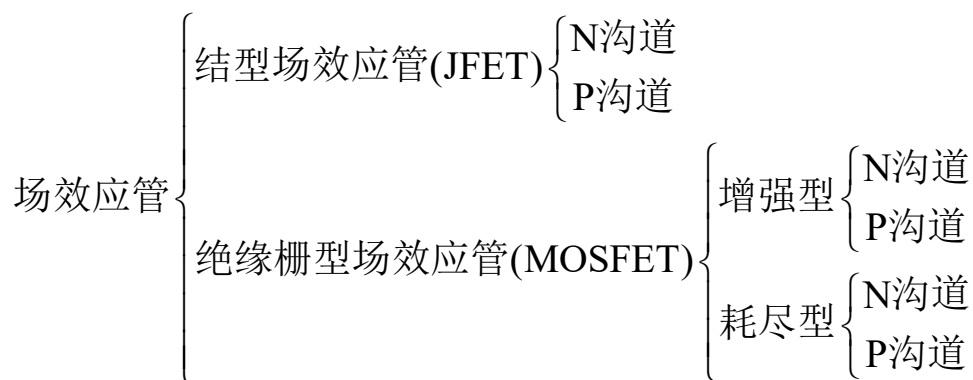 场效应管
结型场效应管(JFET)
N沟道
P沟道
绝缘栅型场效应管(MOSFET)
增强型
N沟道
P沟道
耗尽型
N沟道
P沟道